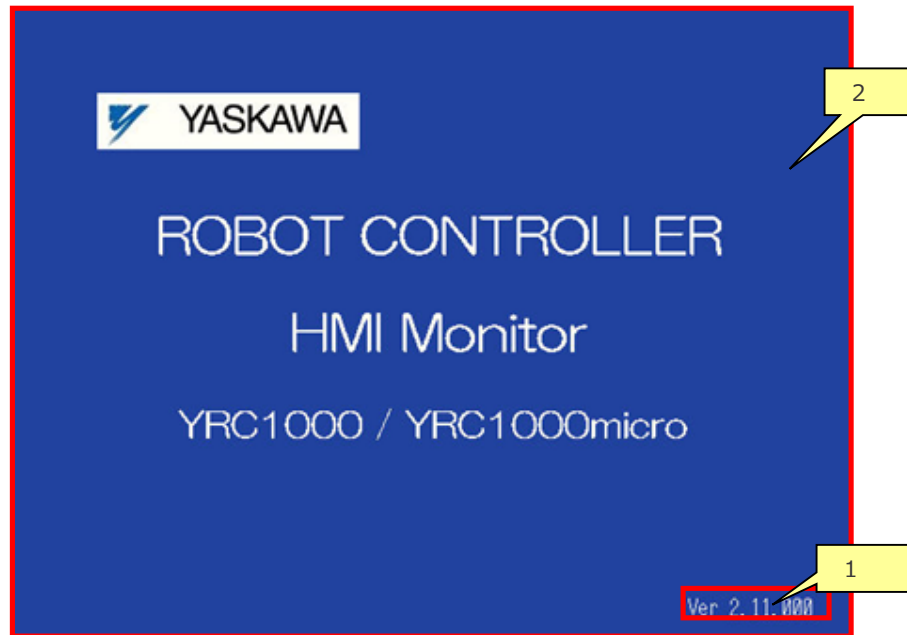 2
YASKAWA
ROBOT CONTROLLER
HMI Monitor
YRC1000 / YRC1000micro
1
Ver 2.11.000